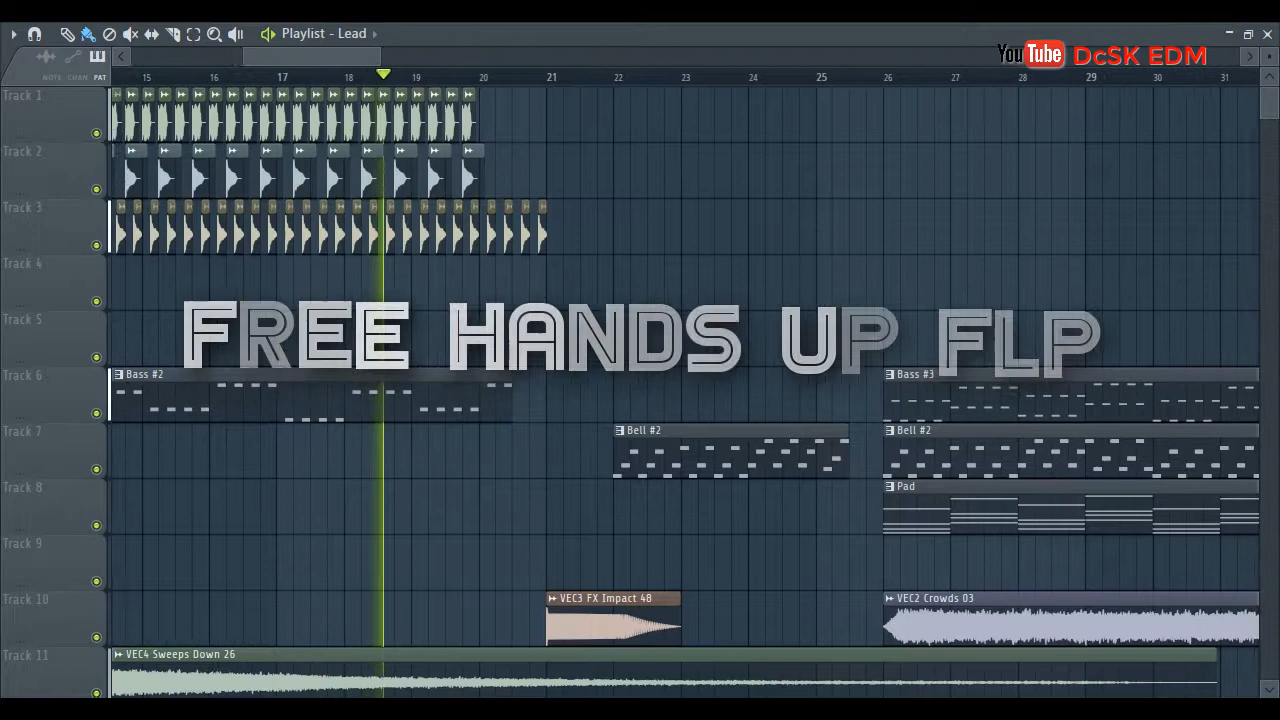 Playlist - Lead
YouTube DcSK EDM
NOTE CHAN PAT
15 16 17 18 19 20 21 22 23 24 25 26 27 28 29 30 31
Track 1
Track 2
Track 3
Track 4
Track 5
FREE HANDS UP FLP
Track 6
Bass #2
Bass #3
Track 7
Bell #2
Bell #2
Track 8
Pad
Track 9
Track 10
VEC3 FX Impact 48
VEC2 Crowds 03
Track 11
VEC4 Sweeps Down 26